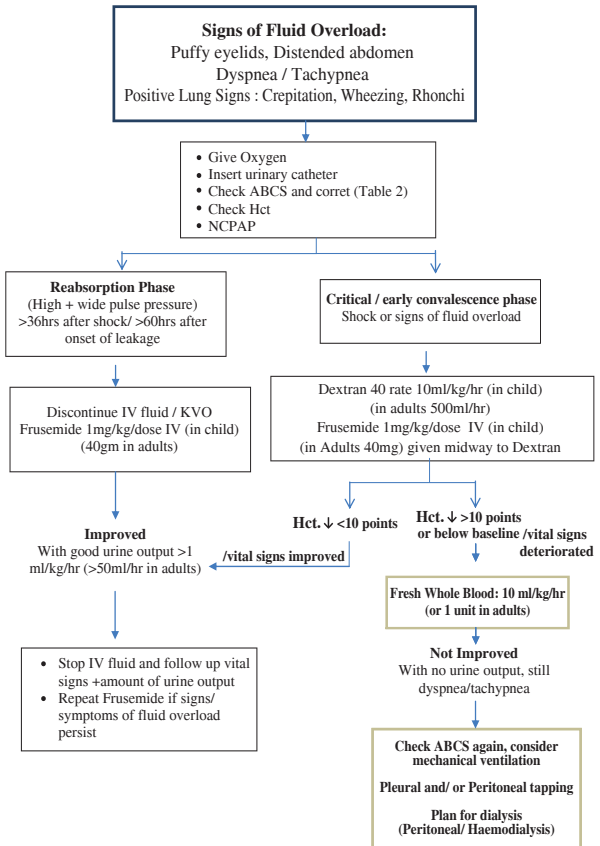 Signs of Fluid Overload:
Puffy eyelids, Distended abdomen
Dyspnea / Tachypnea
Positive Lung Signs : Crepitation, Wheezing, Rhonchi
• Give Oxygen
• Insert urinary catheter
• Check ABCS and corret (Table 2)
• Check Hct
• NCPAP
Reabsorption Phase
(High + wide pulse pressure)
>36hrs after shock/ >60hrs after
onset of leakage
Critical / early convalescence phase
Shock or signs of fluid overload
Discontinue IV fluid / KVO
Frusemide 1mg/kg/dose IV (in child)
(40gm in adults)
Dextran 40 rate 10ml/kg/hr (in child)
(in adults 500ml/hr)
Frusemide 1mg/kg/dose IV (in child)
(in Adults 40mg) given midway to Dextran
Hct. ↓ <10 points
/vital signs improved
Hct. ↓ >10 points
or below baseline
/vital signs
deteriorated
Improved
With good urine output >1
ml/kg/hr (>50ml/hr in adults)
Fresh Whole Blood: 10 ml/kg/hr
(or 1 unit in adults)
Not Improved
With no urine output, still
dyspnea/tachypnea
• Stop IV fluid and follow up vital
signs +amount of urine output
• Repeat Frusemide if signs/
symptoms of fluid overload
persist
Check ABCS again, consider
mechanical ventilation
Pleural and/ or Peritoneal tapping
Plan for dialysis
(Peritoneal/ Haemodialysis)